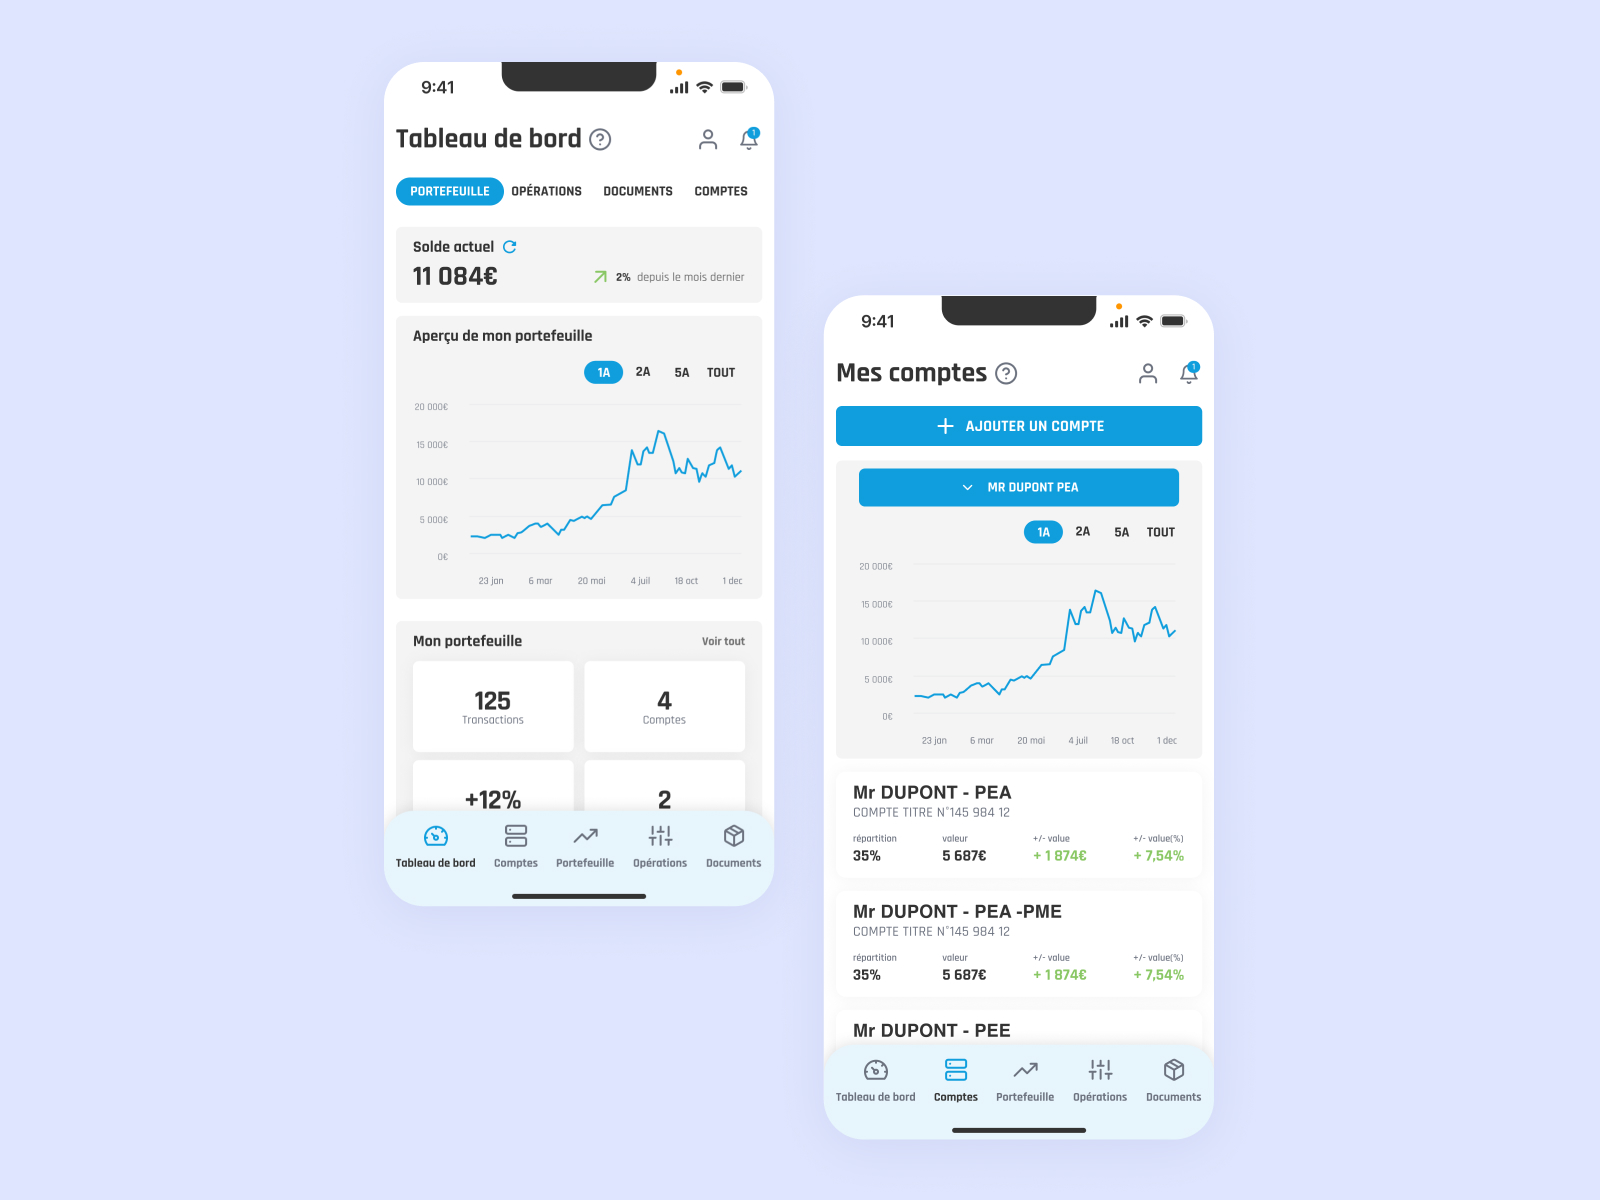 9:41
Tableau de bord
1
PORTEFEUILLE OPÉRATIONS DOCUMENTS COMPTES
Solde actuel
11 084€
2% depuis le mois dernier
Aperçu de mon portefeuille
1A 2A 5A TOUT
20 000€
15 000€
10 000€
5 000€
0€
23 jan 6 mar 20 mai 4 juil 18 oct 1 dec
Mon portefeuille Voir tout
125
Transactions
4
Comptes
+12%
2
Tableau de bord Comptes Portefeuille Opérations Documents
9:41
Mes comptes
1
AJOUTER UN COMPTE
MR DUPONT PEA
1A 2A 5A TOUT
20 000€
15 000€
10 000€
5 000€
0€
23 jan 6 mar 20 mai 4 juil 18 oct 1 dec
Mr DUPONT - PEA
COMPTE TITRE N°145 984 12
répartition valeur +/- value +/- value(%)
35% 5 687€ + 1 874€ + 7,54%
Mr DUPONT - PEA -PME
COMPTE TITRE N°145 984 12
répartition valeur +/- value +/- value(%)
35% 5 687€ + 1 874€ + 7,54%
Mr DUPONT - PEE
Tableau de bord Comptes Portefeuille Opérations Documents